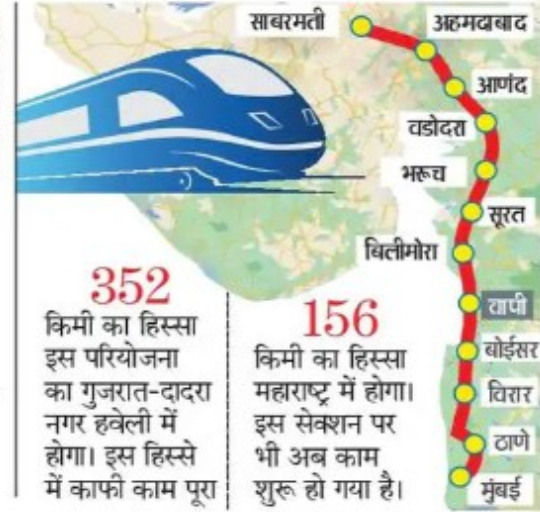 साबरमती
अहमदाबाद
आणंद
वडोदरा
भरूच
सूरत
बिलीमोरा
वापी
बोईसर
विरार
ठाणे
मुंबई
352
किमी का हिस्सा
इस परियोजना
का गुजरात-दादरा
नगर हवेली में
होगा। इस हिस्से
में काफी काम पूरा
156
किमी का हिस्सा
महाराष्ट्र में होगा।
इस सेक्शन पर
भी अब काम
शुरू हो गया है।